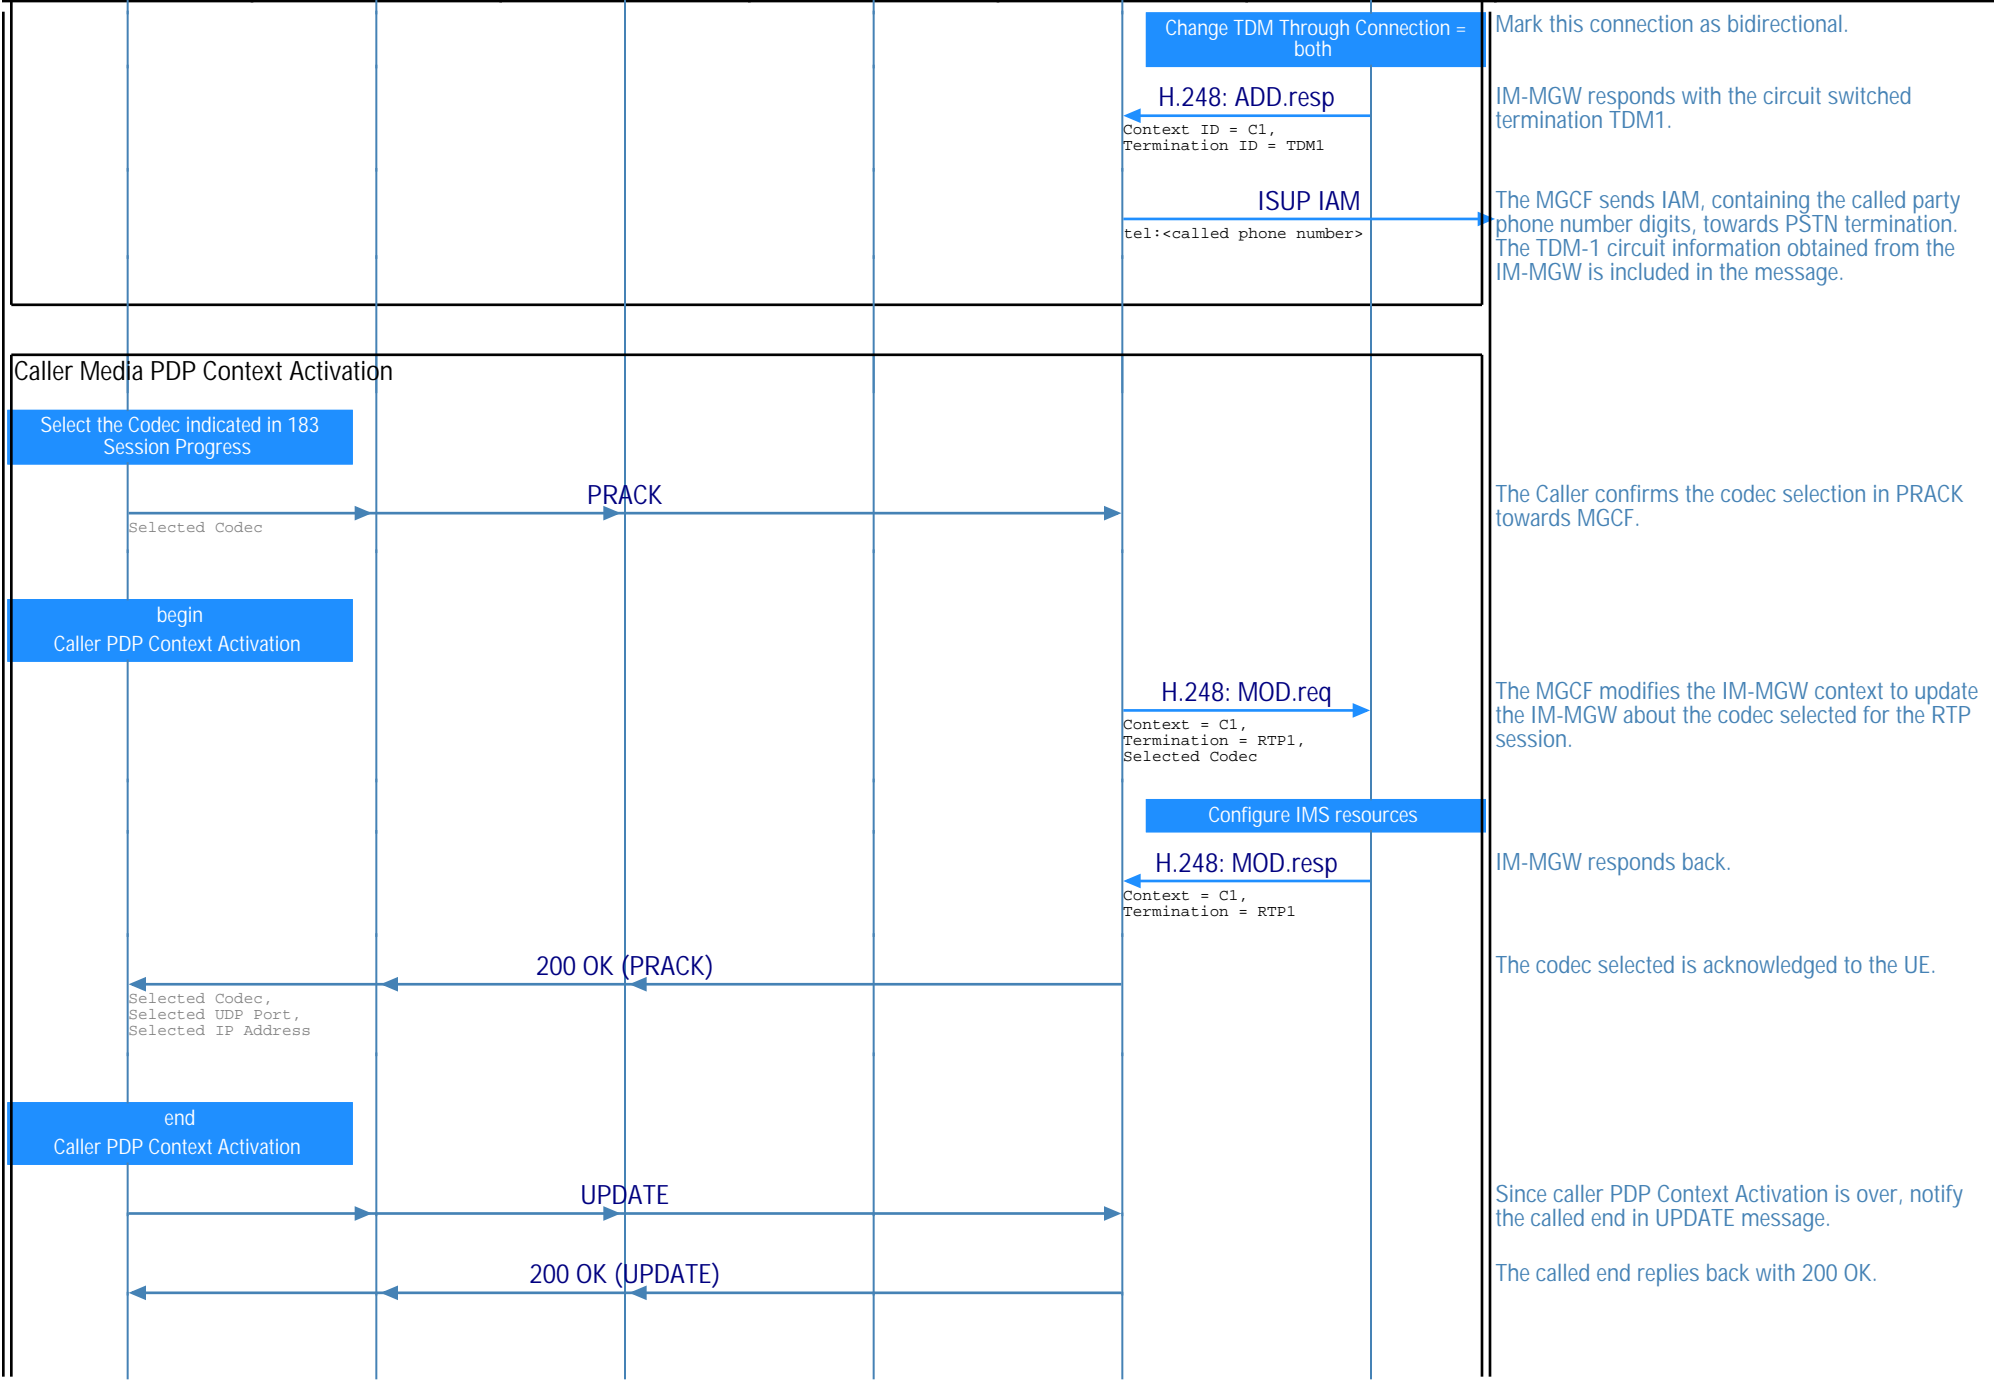 Change TDM Through Connection =
both
Mark this connection as bidirectional.
H.248: ADD.resp
Context ID = C1,
Termination ID = TDM1
IM-MGW responds with the circuit switched
termination TDM1.
ISUP IAM
tel:<called phone number>
The MGCF sends IAM, containing the called party
phone number digits, towards PSTN termination.
The TDM-1 circuit information obtained from the
IM-MGW is included in the message.
Caller Media PDP Context Activation
Select the Codec indicated in 183
Session Progress
PRACK
Selected Codec
The Caller confirms the codec selection in PRACK
towards MGCF.
begin
Caller PDP Context Activation
H.248: MOD.req
Context = C1,
Termination = RTP1,
Selected Codec
The MGCF modifies the IM-MGW context to update
the IM-MGW about the codec selected for the RTP
session.
Configure IMS resources
H.248: MOD.resp
Context = C1,
Termination = RTP1
IM-MGW responds back.
200 OK (PRACK)
Selected Codec,
Selected UDP Port,
Selected IP Address
The codec selected is acknowledged to the UE.
end
Caller PDP Context Activation
UPDATE
Since caller PDP Context Activation is over, notify
the called end in UPDATE message.
200 OK (UPDATE)
The called end replies back with 200 OK.